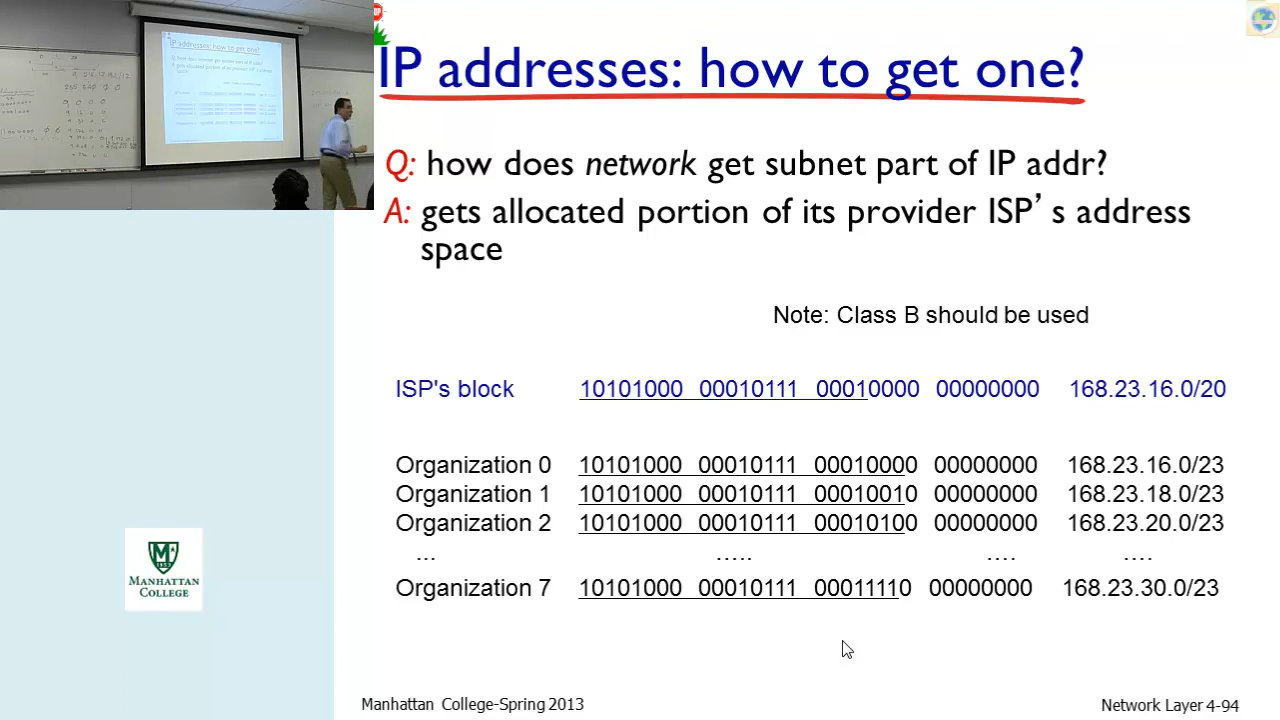 IP addresses: how to get one?
Q: how does network get subnet part of IP addr?
A: gets allocated portion of its provider ISP’ s address
space
Note: Class B should be used
ISP's block 10101000 00010111 00010000 00000000 168.23.16.0/20
Organization 0 10101000 00010111 00010000 00000000 168.23.16.0/23
Organization 1 10101000 00010111 00010010 00000000 168.23.18.0/23
Organization 2 10101000 00010111 00010100 00000000 168.23.20.0/23
... ..... .... ....
Organization 7 10101000 00010111 00011110 00000000 168.23.30.0/23
MANHATTAN
COLLEGE
Manhattan College-Spring 2013
Network Layer 4-94